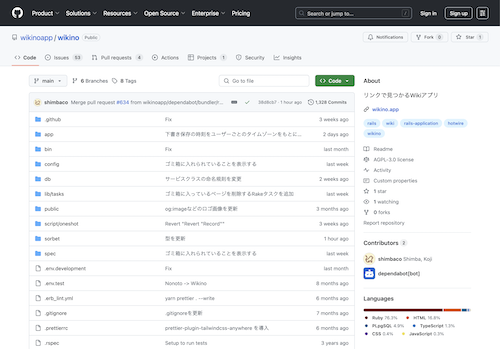 Product Solutions Resources Open Source Enterprise Pricing
Search or jump to...
Sign in
Sign up
wikinoapp / wikino Public
Notifications
Fork 0
Star 1
Code
Issues 53
Pull requests 4
Actions
Projects 1
Security
Insights
main
6 Branches
8 Tags
Go to file
Code
shimbaco Merge pull request #634 from wikinoapp/dependabot/bundler/r
1 hour ago
1,328 Commits
.github Fix 3 weeks ago
app 下書き保存の時刻をユーザーごとのタイムゾーンをもとに… 2 days ago
bin Fix last month
config ゴミ箱に入れられていることを表示する last week
db サービスクラスの命名規則を変更 2 weeks ago
lib/tasks ゴミ箱に入っているページを削除するRakeタスクを追加 last week
public og:imageなどのロゴ画像を更新 3 months ago
script/oneshot Revert "Revert "Record"" 3 weeks ago
sorbet 型を更新 1 hour ago
spec ゴミ箱に入れられていることを表示する last week
.env.development Fix last month
.env.test Nonoto -> Wikino 8 months ago
.erb_lint.yml yarn prettier . --write 6 months ago
.gitignore .gitignoreを更新 7 months ago
.prettierrc prettier-plugin-tailwindcss-anywhere を導入 6 months ago
.rspec Setup to run tests 3 years ago
About
リンクで見つかるWikiアプリ
wikino.app
rails wiki rails-application hotwire
wikino
Readme
AGPL-3.0 license
Activity
Custom properties
1 star
1 watching
0 forks
Report repository
Contributors 2
shimbaco Shimba, Koji
dependabot[bot]
Languages
Ruby 76.3% HTML 16.6%
PLpgSQL 4.9% TypeScript 1.5%
CSS 0.4% JavaScript 0.3%